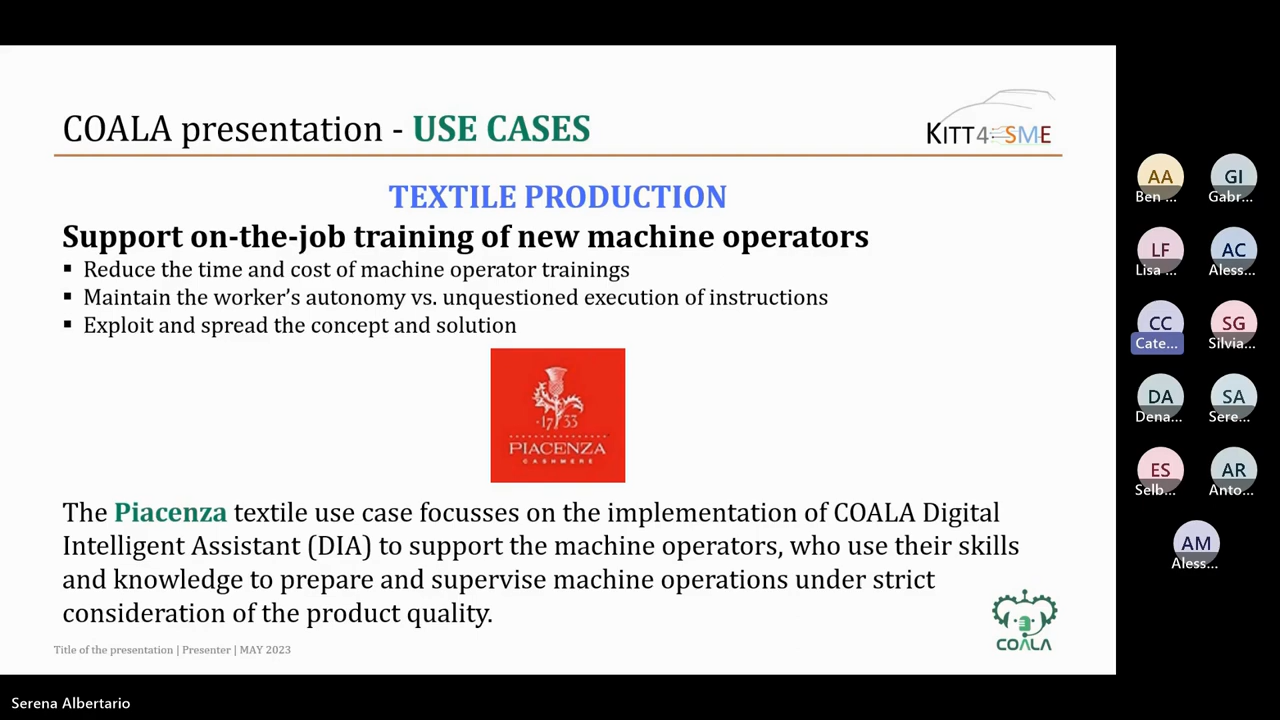 COALA presentation - USE CASES
KITT4 SME
TEXTILE PRODUCTION
Support on-the-job training of new machine operators
▪ Reduce the time and cost of machine operator trainings
▪ Maintain the worker's autonomy vs. unquestioned execution of instructions
▪ Exploit and spread the concept and solution
·17 33
PIACENZA
CASHMERE
The Piacenza textile use case focusses on the implementation of COALA Digital
Intelligent Assistant (DIA) to support the machine operators, who use their skills
and knowledge to prepare and supervise machine operations under strict
consideration of the product quality.
COALA
Title of the presentation | Presenter | MAY 2023
AA GI
Ben ... Gabr...
LF AC
Lisa ... Aless...
CC SG
Cate... Silvia...
DA SA
Dena... Sere...
ES AR
Selb... Anto...
AM
Aless...
Serena Albertario